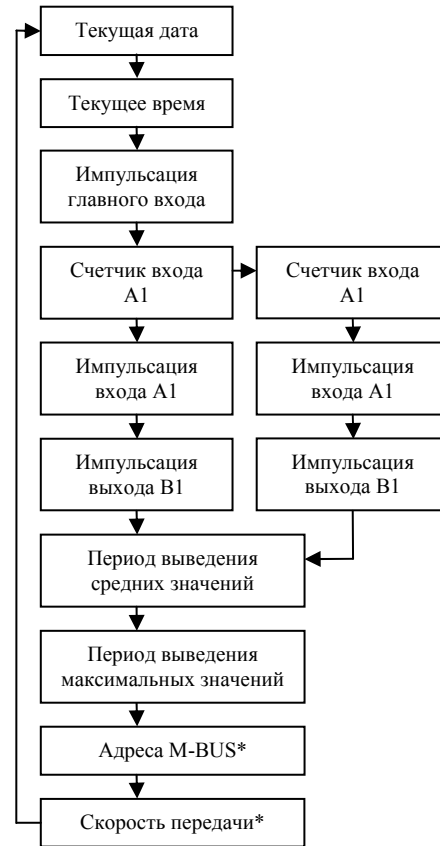 Текущая дата
Текущее время
Импульсация
главного входа
Счетчик входа
А1
Импульсация
входа А1
Импульсация
выхода В1
Счетчик входа
А1
Импульсация
входа А1
Импульсация
выхода В1
Период выведения
средних значений
Период выведения
максимальных значений
Адреса M-BUS*
Скорость передачи*